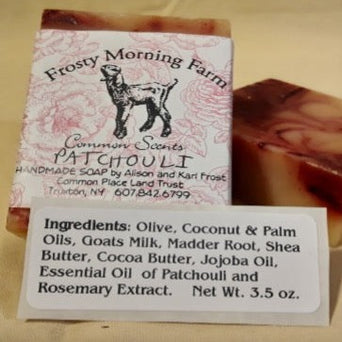 Frosty Morning Farm
Common Scents
PATCHOULI
HANDMADE SOAP by Alison and Karl Frost
Common Place Land Trust
Truxton, NY 607.842.6799
Ingredients: Olive, Coconut & Palm
Oils, Goats Milk, Madder Root, Shea
Butter, Cocoa Butter, Jojoba Oil,
Essential Oil of Patchouli and
Rosemary Extract. Net Wt. 3.5 oz.